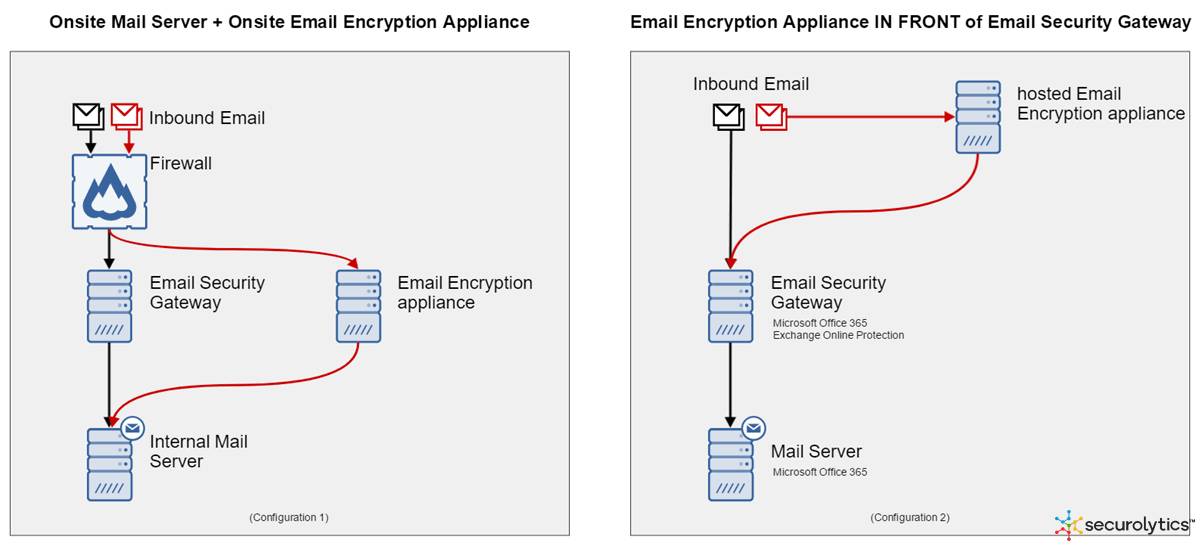 Onsite Mail Server + Onsite Email Encryption Appliance
Inbound Email
Firewall
Email Security
Gateway
Email Encryption
appliance
Internal Mail
Server
(Configuration 1)
Email Encryption Appliance IN FRONT of Email Security Gateway
Inbound Email
hosted Email
Encryption appliance
Email Security
Gateway
Microsoft Office 365
Exchange Online Protection
Mail Server
Microsoft Office 365
(Configuration 2)
securolytics™